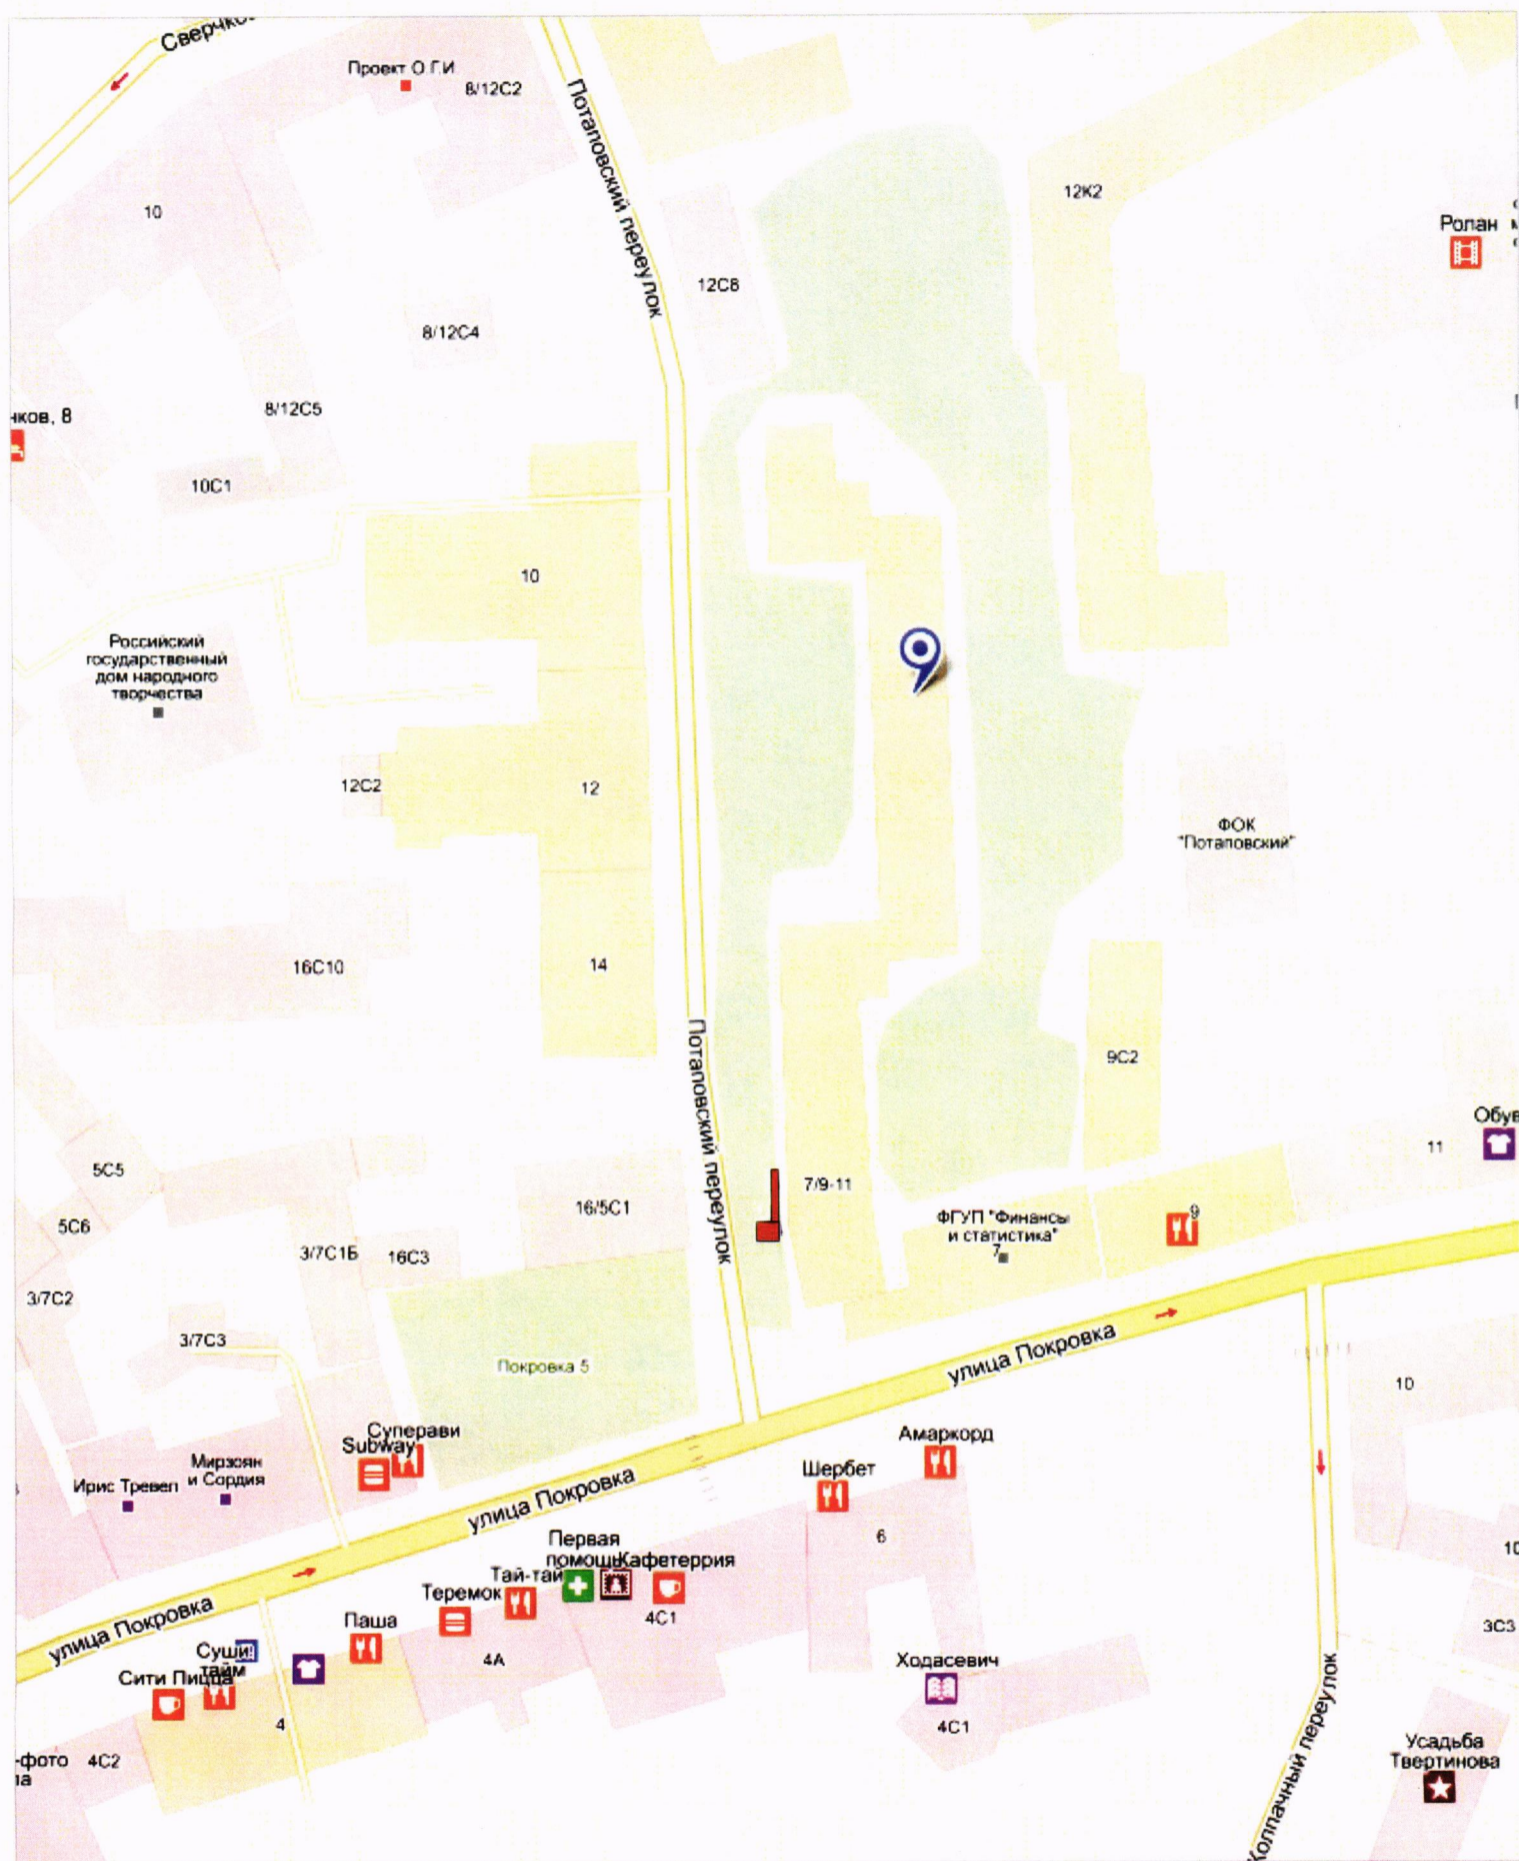 Проект О.Г.И.
8/12С2
Потаповский переулок
10
12К2
Ролан
12С8
8/12С4
8/12С5
10С1
10
Российский
государственный
дом народного
творчества
12С2
12
ФОК
"Потаповский"
16С10
14
Потаповский переулок
9С2
5С5
7/9-11
11
16/5С1
5С6
9
ФГУП "Финансы
и статистика"
7
3/7С1Б
16С3
3/7С2
3/7С3
Покровка 5
улица Покровка
10
Суперави
Subway
Амаркорд
Мирзоян
и Сордия
Ирис Тревел
Шербет
улица Покровка
6
Первая
помощь
Кафетеррия
Тай-тай
Теремок
4С1
улица Покровка
Паша
3С3
Суши
тайм
4А
Ходасевич
Сити Пицца
4
4С1
4С2
Колпачный переулок
Усадьба
Твертинова